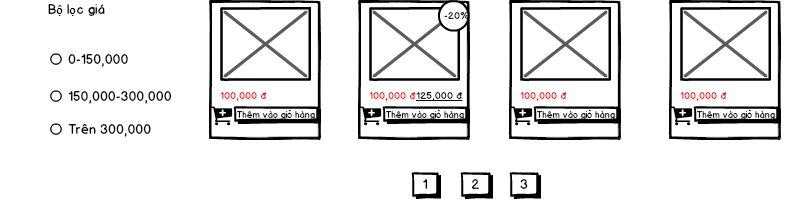 Bộ lọc giá
0-150,000
150,000-300,000
Trên 300,000
100,000 đ
Thêm vào giỏ hàng
-20%
100,000 đ 125,000 đ
Thêm vào giỏ hàng
100,000 đ
Thêm vào giỏ hàng
100,000 đ
Thêm vào giỏ hàng
1 2 3